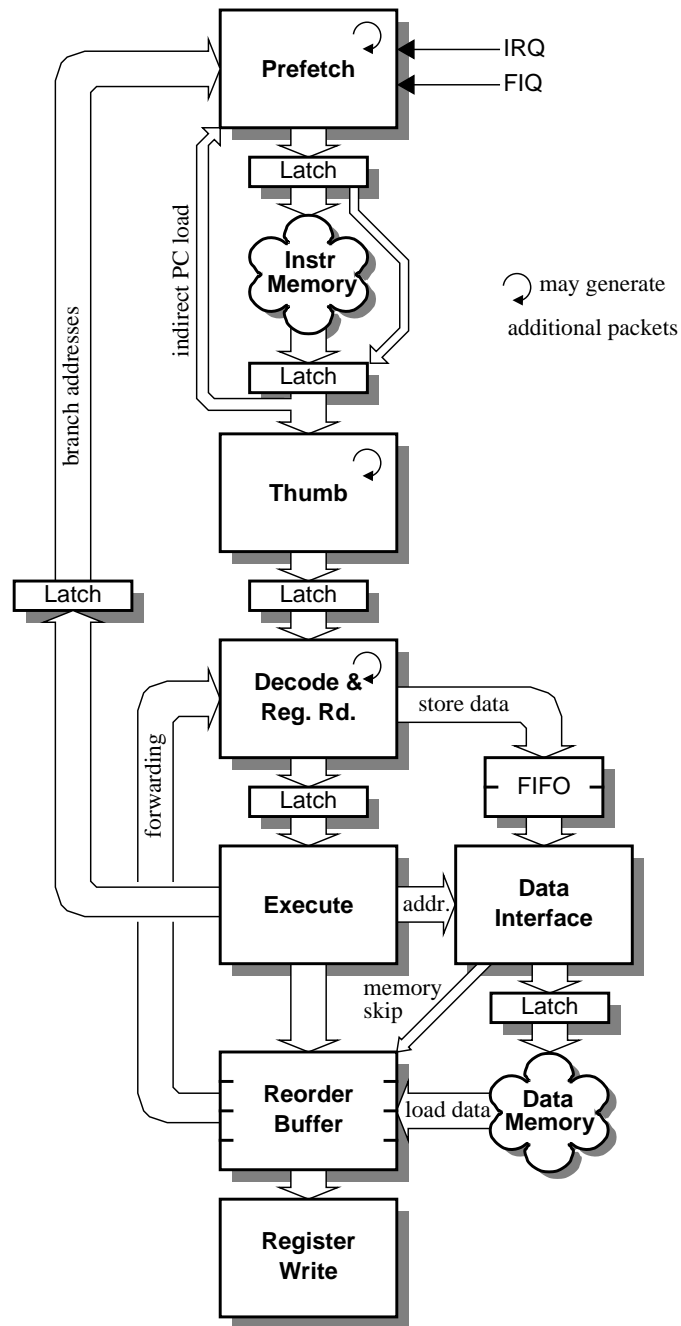 IRQ
Prefetch
FIQ
Latch
indirect PC load
Instr
Memory
may generate
additional packets
Latch
branch addresses
Thumb
Latch
Latch
Decode &
Reg. Rd.
store data
forwarding
FIFO
Latch
Execute
addr.
Data
Interface
memory
skip
Latch
Reorder
Buffer
load data
Data
Memory
Register
Write